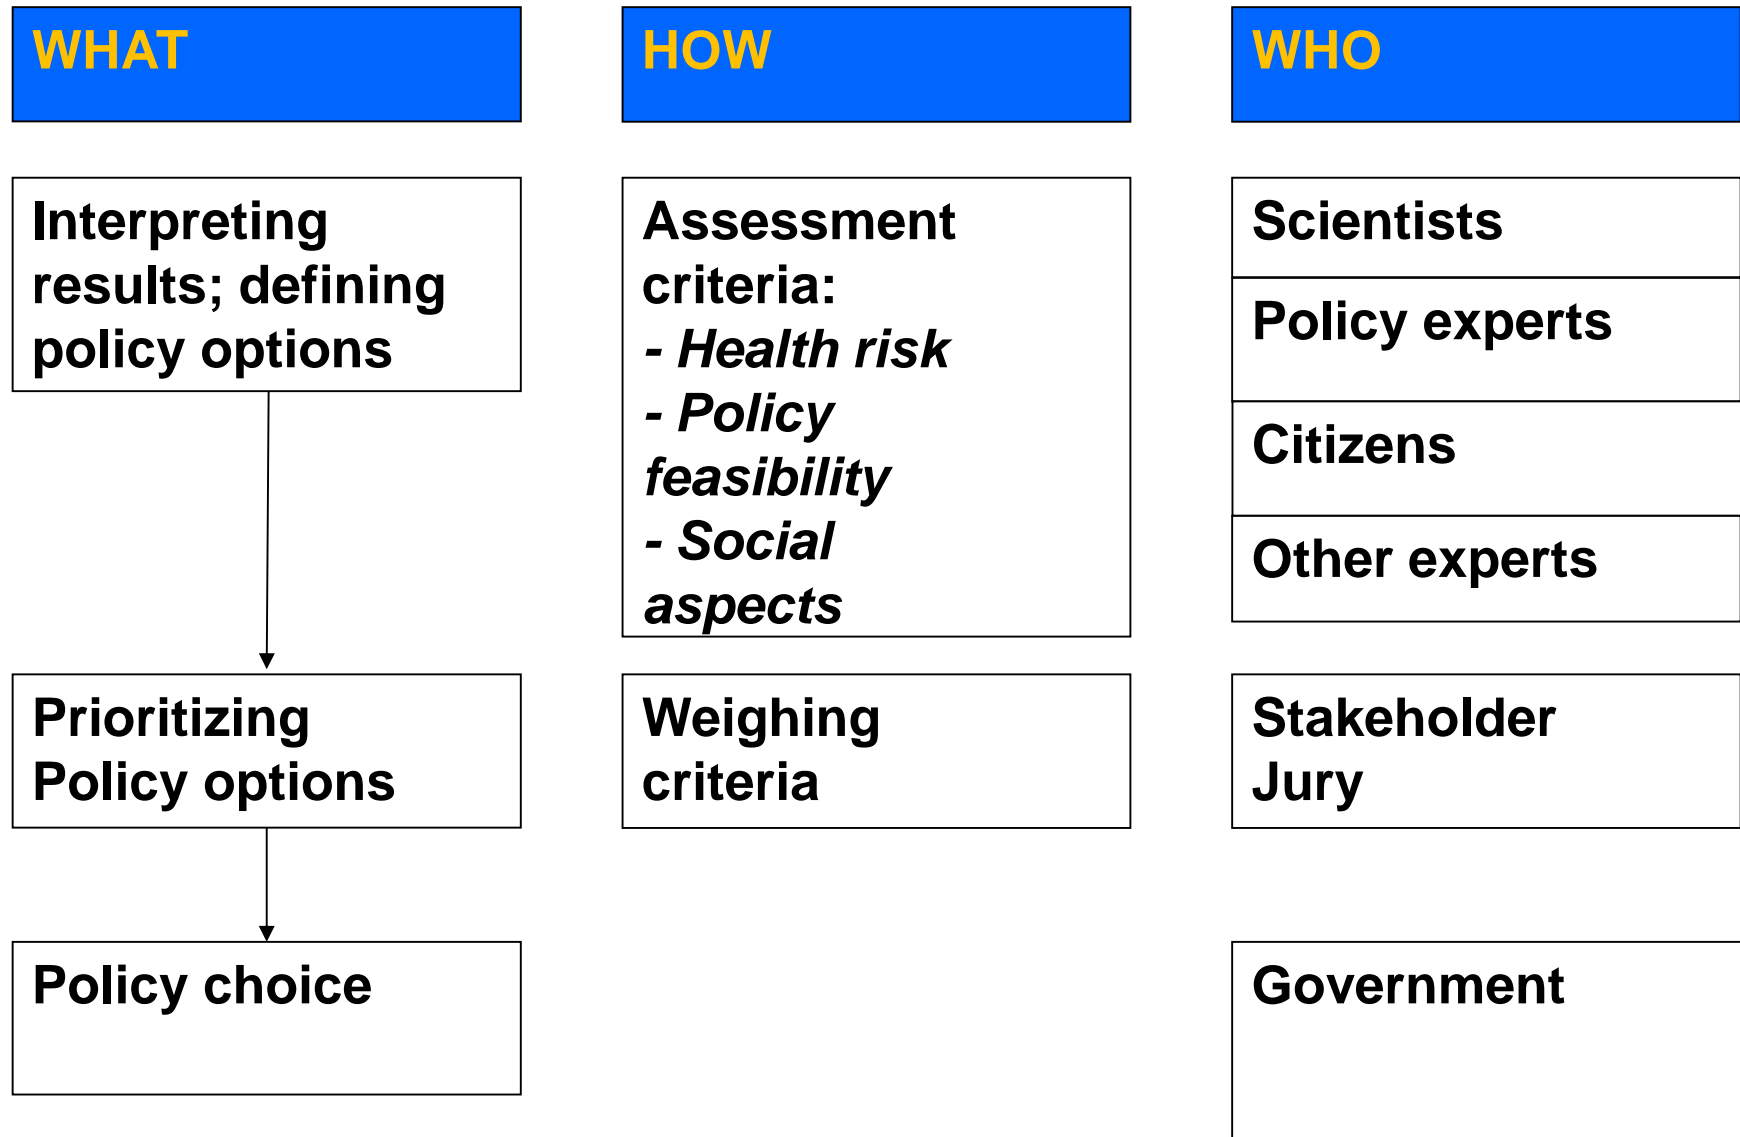 WHAT
HOW
WHO
Interpreting
results; defining
policy options
Assessment
criteria:
- Health risk
- Policy
feasibility
- Social
aspects
Scientists
Policy experts
Citizens
Other experts
Prioritizing
Policy options
Weighing
criteria
Stakeholder
Jury
Policy choice
Government